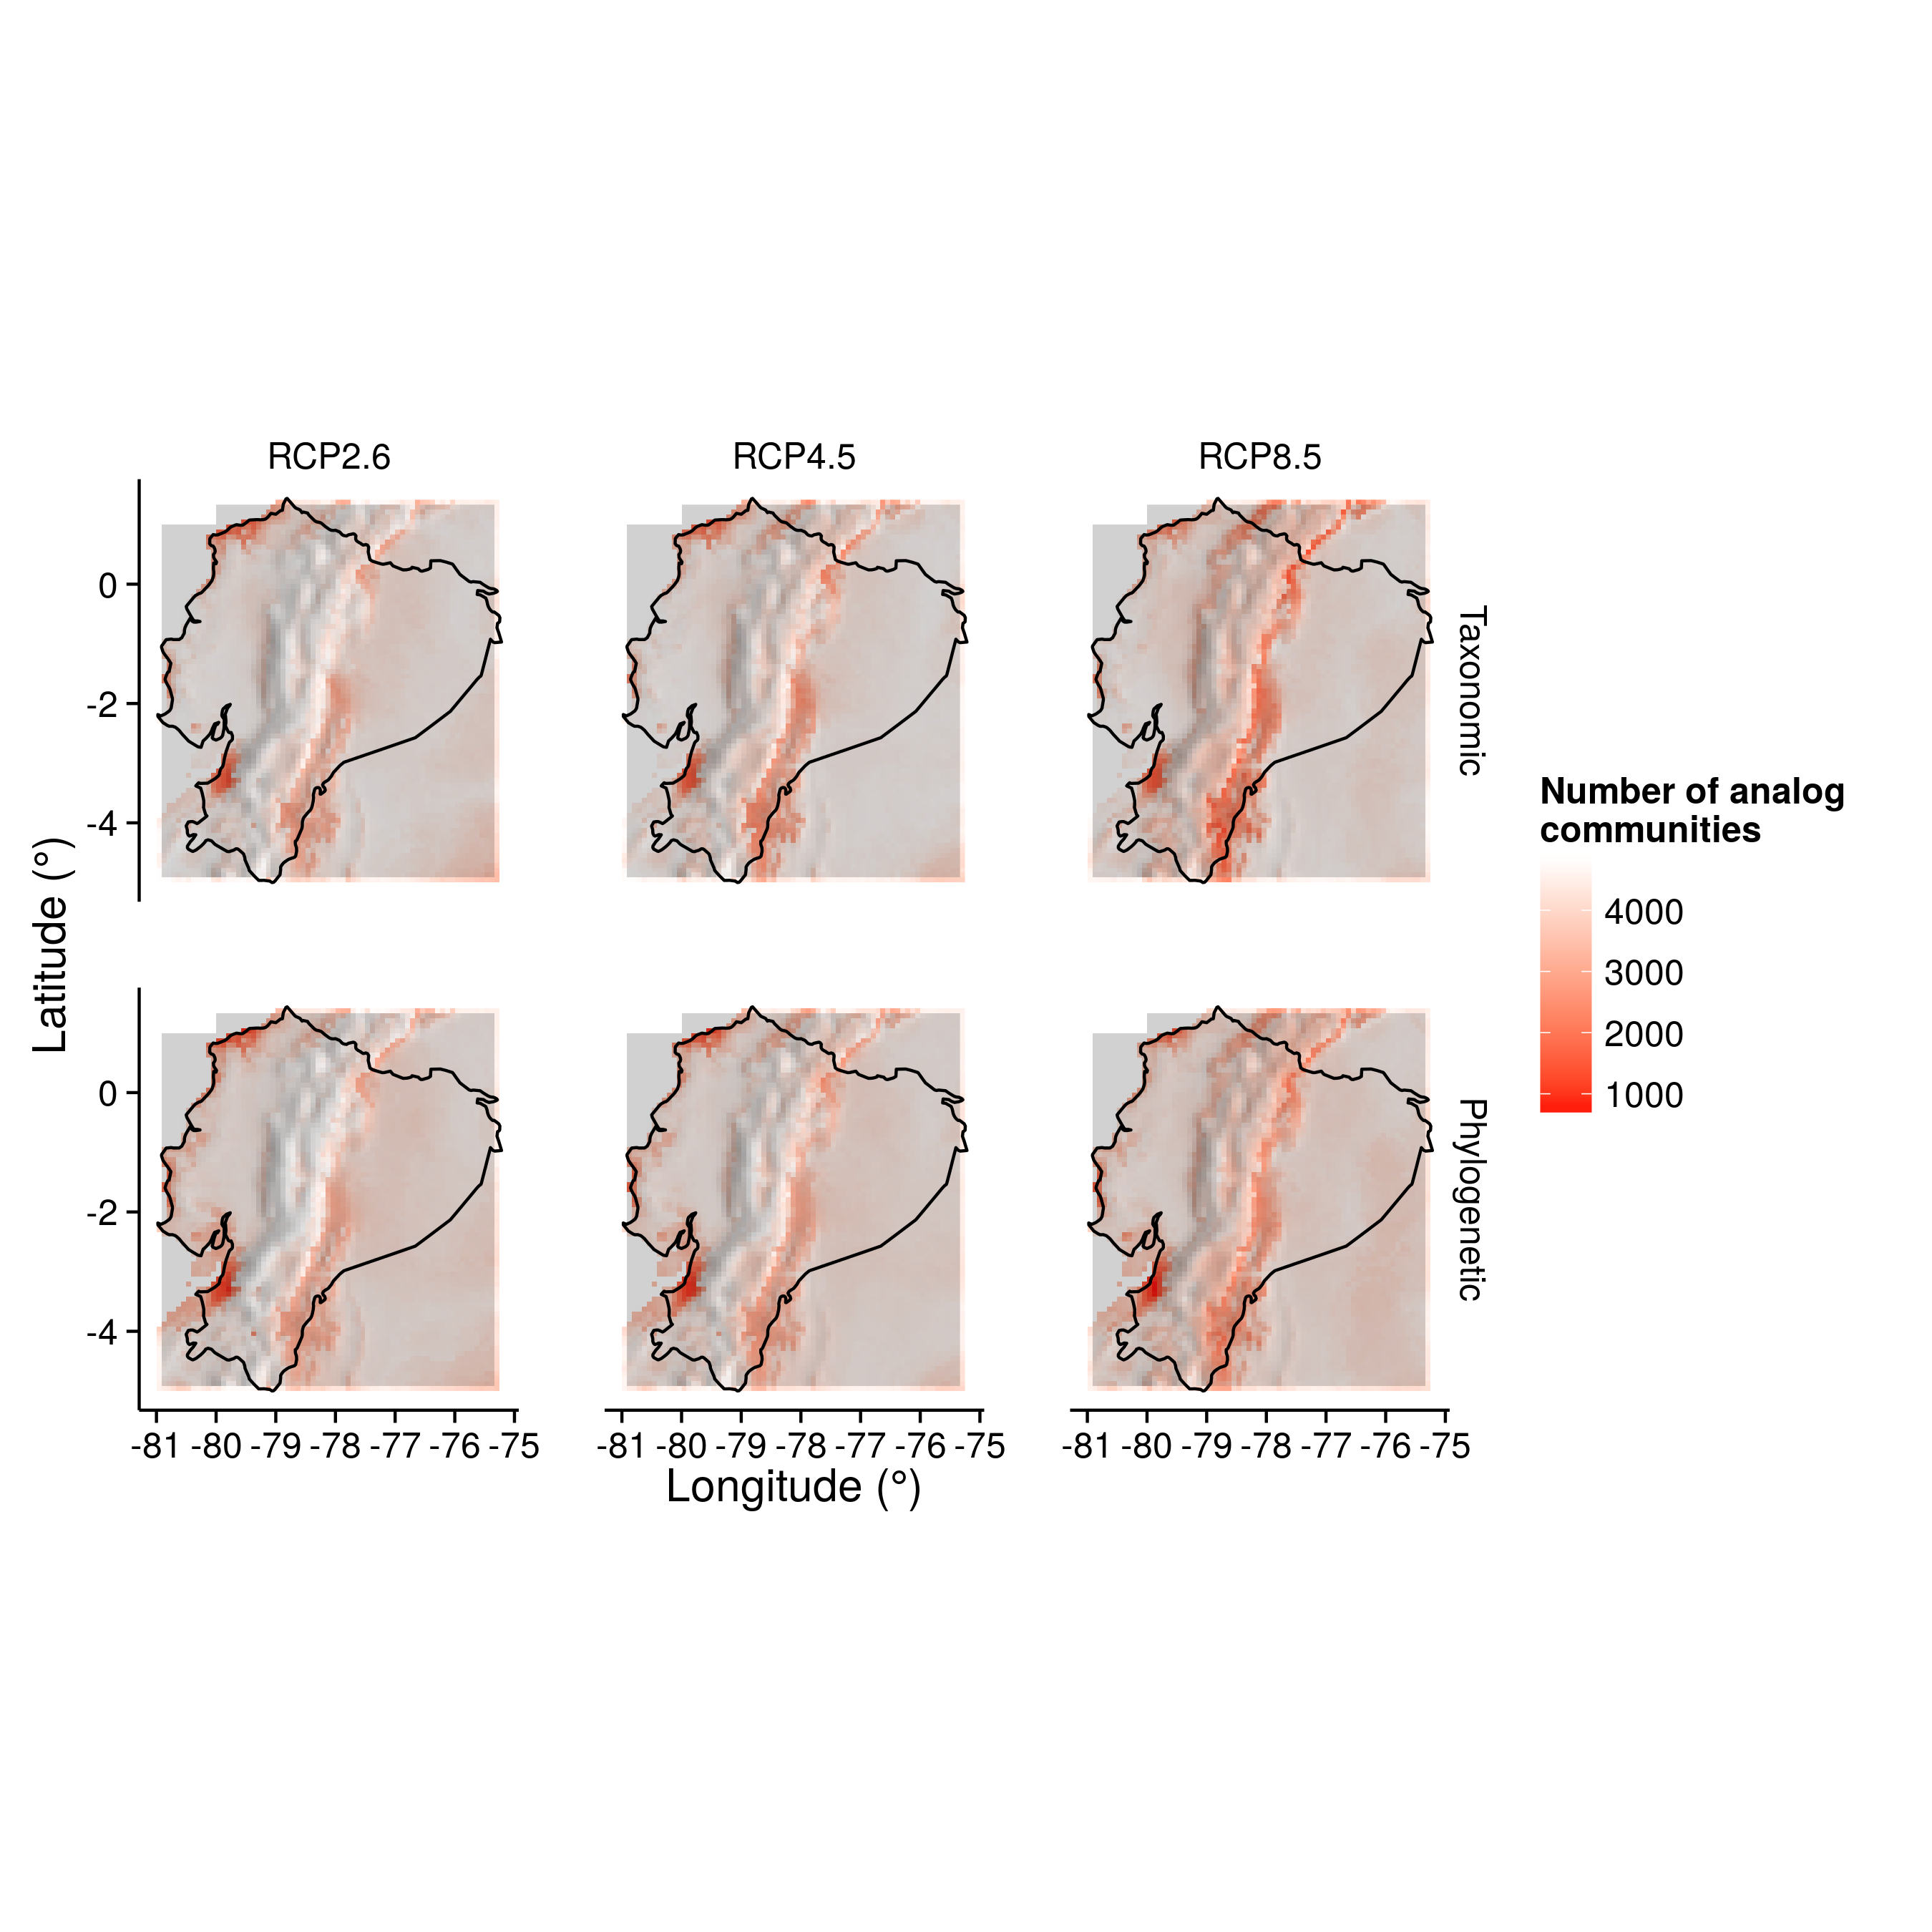 RCP2.6 RCP4.5 RCP8.5
0
-2
-4
Taxonomic
Latitude (°)
0
-2
-4
Phylogenetic
-81 -80 -79 -78 -77 -76 -75 -81 -80 -79 -78 -77 -76 -75 -81 -80 -79 -78 -77 -76 -75
Longitude (°)
Number of analog
communities
4000
3000
2000
1000